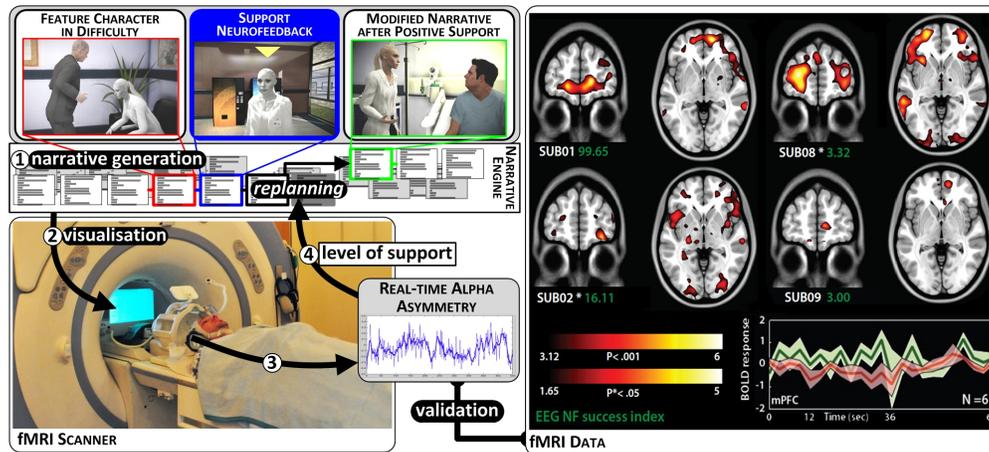 FEATURE CHARACTER
IN DIFFICULTY
SUPPORT
NEUROFEEDBACK
MODIFIED NARRATIVE
AFTER POSITIVE SUPPORT
1 narrative generation
replanning
NARRATIVE
ENGINE
2 visualisation
4 level of support
REAL-TIME ALPHA
ASYMMETRY
3
validation
fMRI SCANNER
SUB01 99.65
SUB08 * 3.32
SUB02 * 16.11
SUB09 3.00
3.12 P<.001 6
1.65 P*<.05 5
EEG NF success index
BOLD response
2
1
0
-1
-2
mPFC
N =6
0 12 Time (sec) 36 6
fMRI DATA